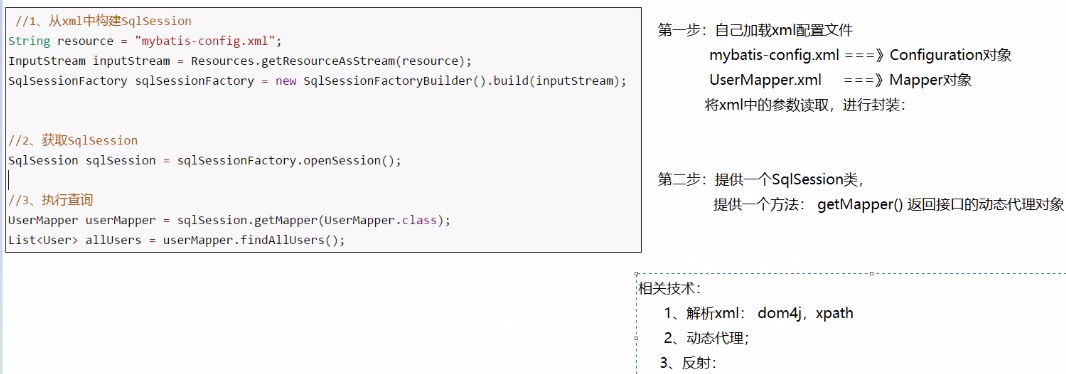 //1、从xml中构建SqlSession
String resource = "mybatis-config.xml";
InputStream inputStream = Resources.getResourceAsStream(resource);
SqlSessionFactory sqlSessionFactory = new SqlSessionFactoryBuilder().build(inputStream);
//2、获取SqlSession
SqlSession sqlSession = sqlSessionFactory.openSession();
//3、执行查询
UserMapper userMapper = sqlSession.getMapper(UserMapper.class);
List<User> allUsers = userMapper.findAllUsers();
第一步：自己加载xml配置文件
mybatis-config.xml ===》Configuration对象
UserMapper.xml ===》Mapper对象
将xml中的参数读取，进行封装：
第二步：提供一个SqlSession类，
提供一个方法： getMapper() 返回接口的动态代理对象
相关技术：
1、解析xml： dom4j，xpath
2、动态代理；
3、反射：